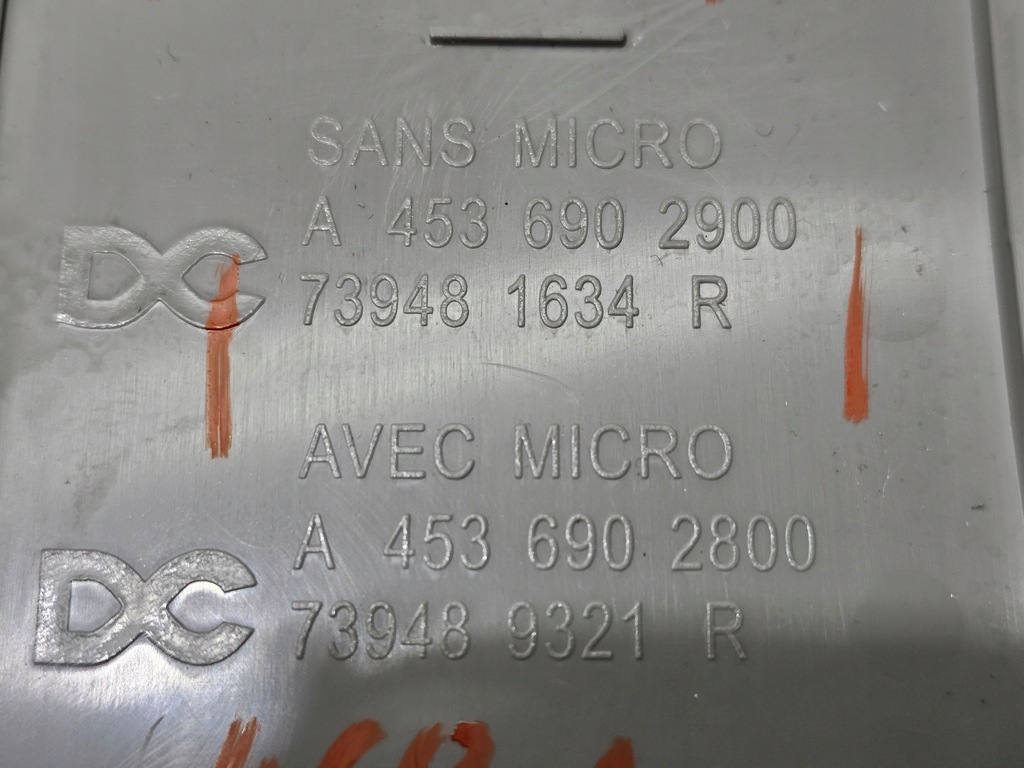 SANS MICRO
DC A 453 690 2900
73948 1634 R
AVEC MICRO
DC A 453 690 2800
73948 9321 R